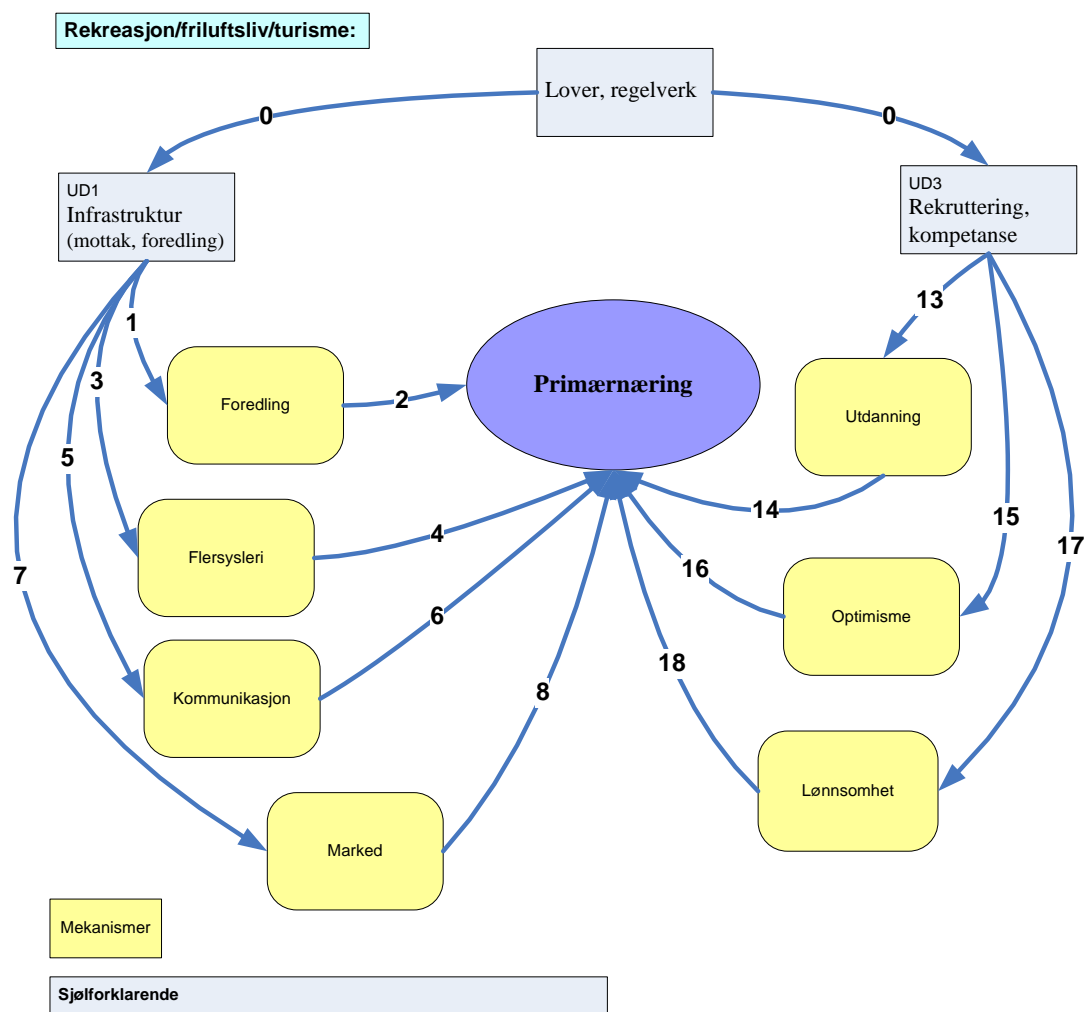 Rekreasjon/friluftsliv/turisme:
Lover, regelverk
0
0
UD1
Infrastruktur
(mottak, foredling)
UD3
Rekruttering,
kompetanse
13
1
3
Foredling
2
Primærnæring
Utdanning
5
14
15
17
7
Flersysleri
4
16
Optimisme
6
Kommunikasjon
18
8
Lønnsomhet
Marked
Mekanismer
Sjølforklarende